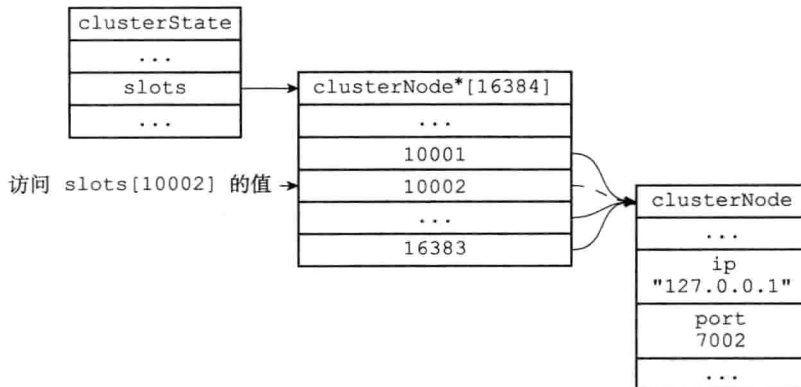 clusterState
...
slots
...
clusterNode*[16384]
...
10001
访问 slots[10002] 的值
10002
...
16383
clusterNode
...
ip
"127.0.0.1"
port
7002
...